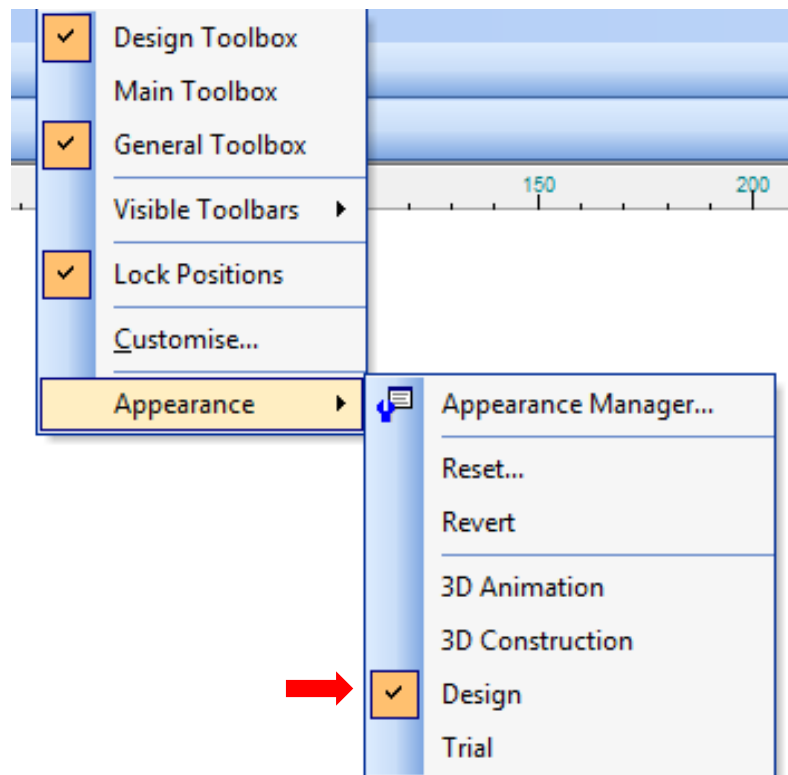 Design Toolbox
Main Toolbox
General Toolbox
150
200
Visible Toolbars
Lock Positions
Customise...
Appearance
Appearance Manager...
Reset...
Revert
3D Animation
3D Construction
Design
Trial